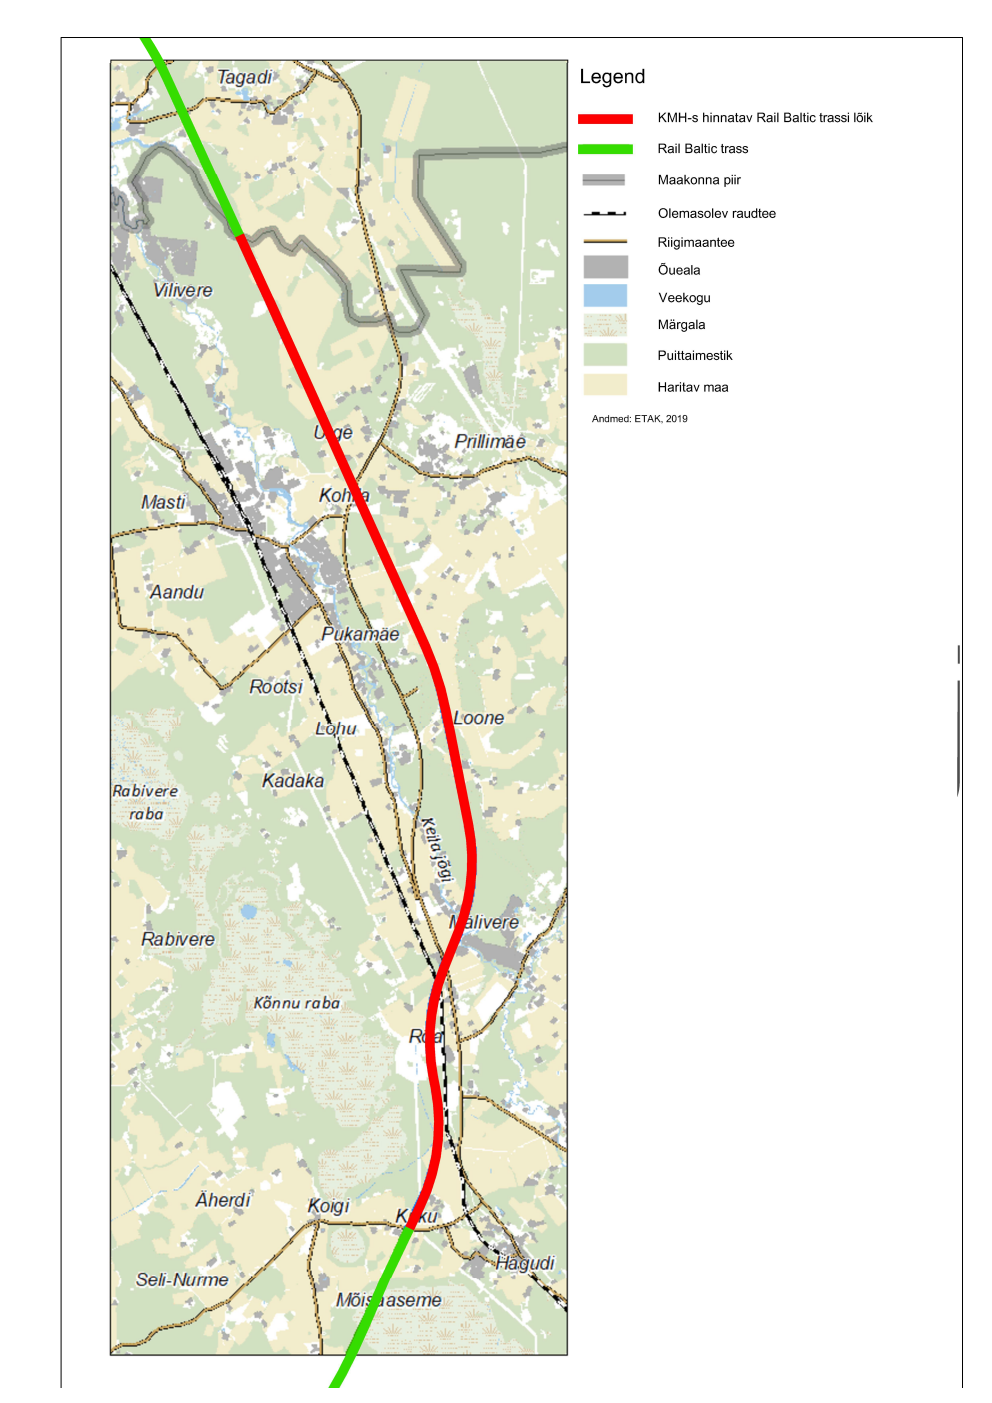 Legend
KMH-s hinnatav Rail Baltic trassi lõik
Rail Baltic trass
Maakonna piir
Olemasolev raudtee
Riigimaantee
Õueala
Veekogu
Märgala
Puittaimestik
Haritav maa
Andmed: ETAK, 2019
Tagadi
Vilivere
Prillimäe
Masti
Aandu
Pukamäe
Rootsi
Loone
Lohu
Kadaka
Rabivere
raba
Keila jõgi
Rabivere
Kõnnu raba
Äherdi
Koigi
Hagudi
Seli-Nurme